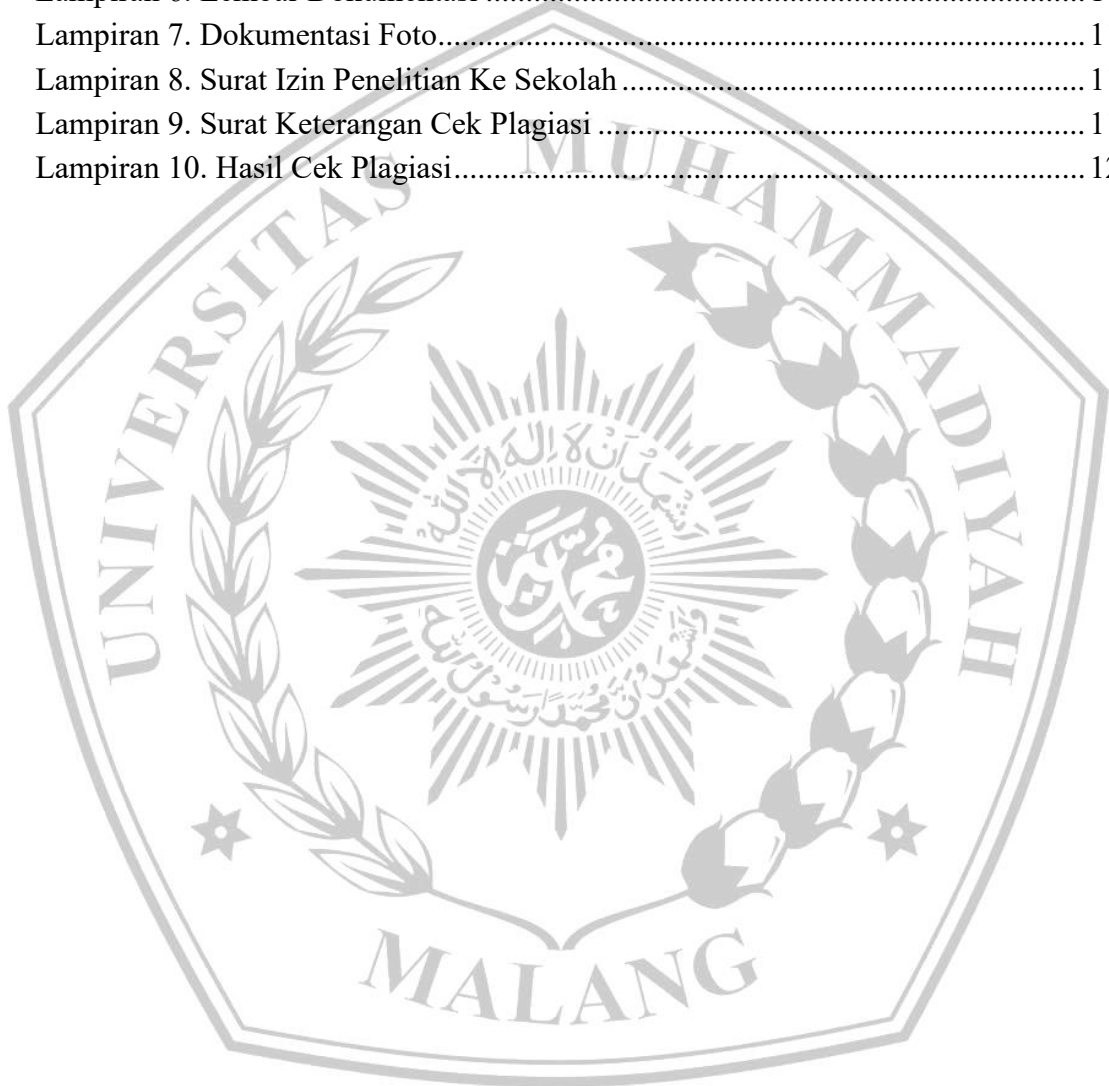 Lampiran 7. Dokumentasi Foto.................................................................................. 1
Lampiran 8. Surat Izin Penelitian Ke Sekolah .......................................................... 1
Lampiran 9. Surat Keterangan Cek Plagiasi ............................................................. 1
Lampiran 10. Hasil Cek Plagiasi................................................................................ 12
UNIVERSITAS MUHAMMADIYAH
MALANG